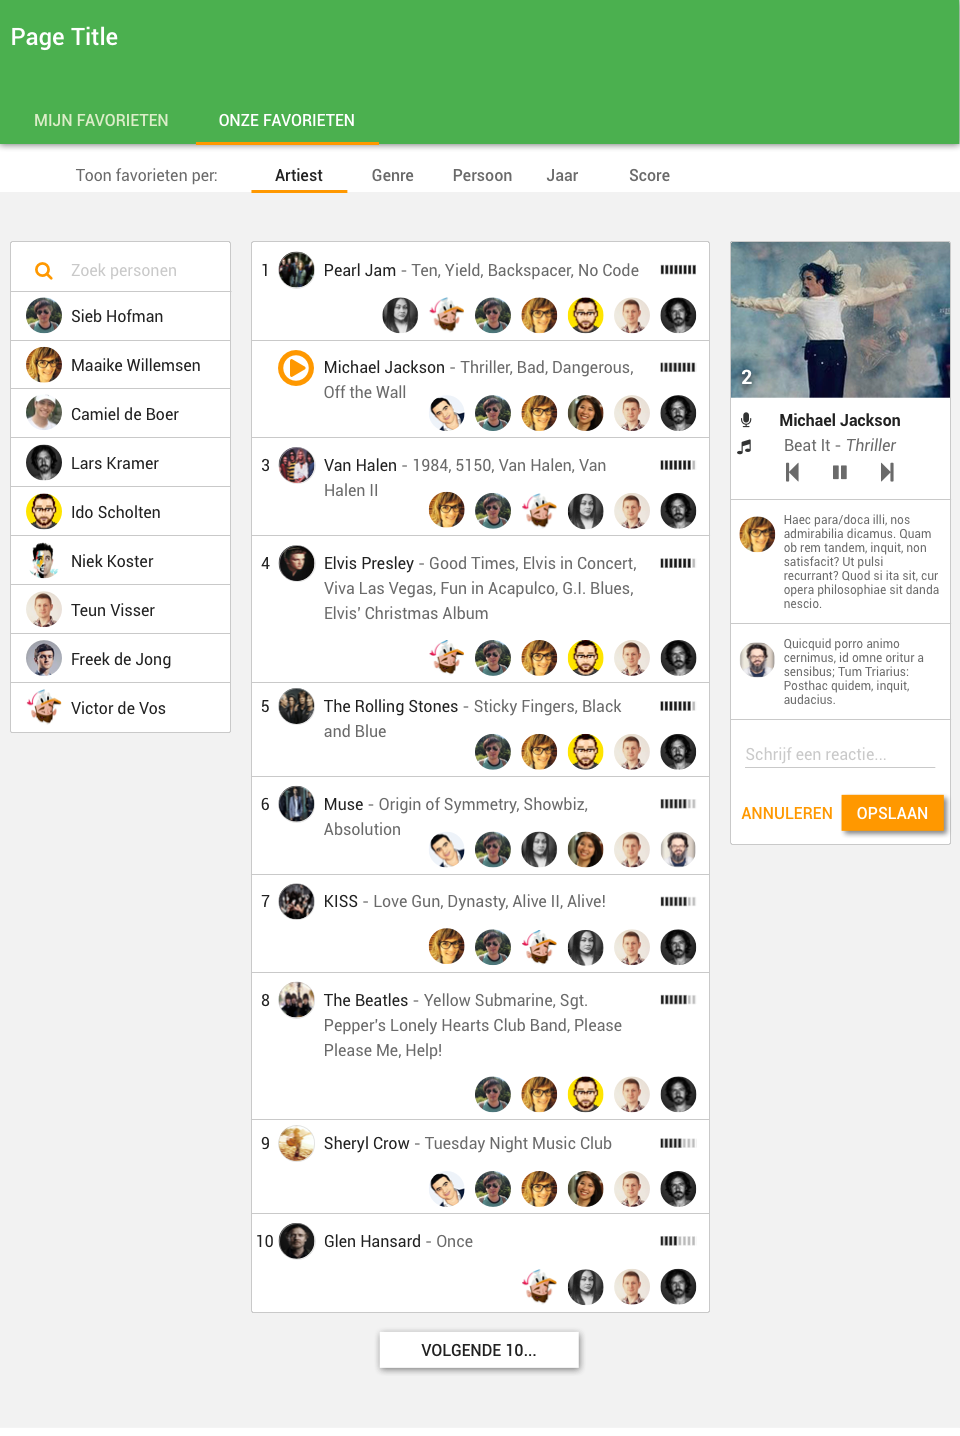 Page Title
MIJN FAVORIETEN
ONZE FAVORIETEN
Toon favorieten per:
Artiest
Genre
Persoon
Jaar
Score
Zoek personen
Sieb Hofman
Maaike Willemsen
Camiel de Boer
Lars Kramer
Ido Scholten
Niek Koster
Teun Visser
Freek de Jong
Victor de Vos
1 Pearl Jam - Ten, Yield, Backspacer, No Code
Michael Jackson - Thriller, Bad, Dangerous,
Off the Wall
3 Van Halen - 1984, 5150, Van Halen, Van
Halen II
4 Elvis Presley - Good Times, Elvis in Concert,
Viva Las Vegas, Fun in Acapulco, G.I. Blues,
Elvis' Christmas Album
5 The Rolling Stones - Sticky Fingers, Black
and Blue
6 Muse - Origin of Symmetry, Showbiz,
Absolution
7 KISS - Love Gun, Dynasty, Alive II, Alive!
8 The Beatles - Yellow Submarine, Sgt.
Pepper's Lonely Hearts Club Band, Please
Please Me, Help!
9 Sheryl Crow - Tuesday Night Music Club
10 Glen Hansard - Once
VOLGENDE 10...
2
Michael Jackson
Beat It - Thriller
Haec para/doca illi, nos
admirabilia dicamus. Quam
ob rem tandem, inquit, non
satisfacit? Ut pulsi
recurrant? Quod si ita sit, cur
opera philosophiae sit danda
nescio.
Quicquid porro animo
cernimus, id omne oritur a
sensibus; Tum Triarius:
Posthac quidem, inquit,
audacius.
Schrijf een reactie...
ANNULEREN
OPSLAAN